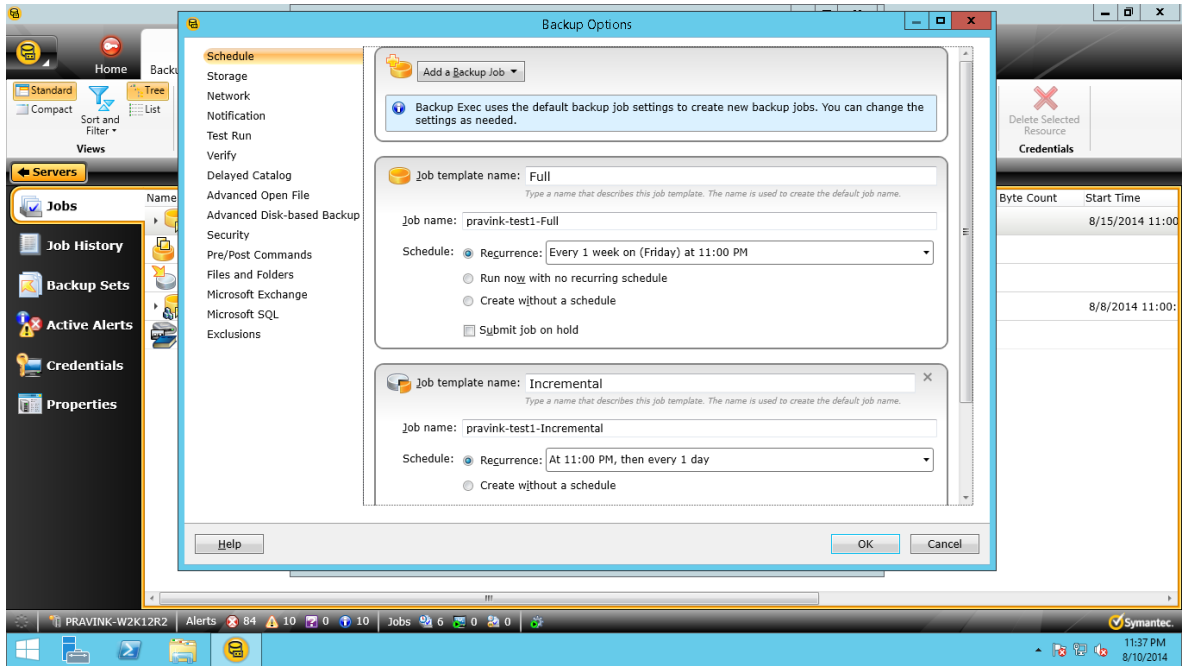 Backup Options
Home
Backu
Standard
Compact
Sort and
Filter
Tree
List
Views
Delete Selected
Resource
Credentials
Servers
Jobs
Job History
Backup Sets
Active Alerts
Credentials
Properties
Name
Byte Count
Start Time
8/15/2014 11:00
8/8/2014 11:00:
Schedule
Storage
Network
Notification
Test Run
Verify
Delayed Catalog
Advanced Open File
Advanced Disk-based Backup
Security
Pre/Post Commands
Files and Folders
Microsoft Exchange
Microsoft SQL
Exclusions
Add a Backup Job
Backup Exec uses the default backup job settings to create new backup jobs. You can change the
settings as needed.
Job template name: Full
Type a name that describes this job template. The name is used to create the default job name.
Job name: pravink-test1-Full
Schedule: Recurrence: Every 1 week on (Friday) at 11:00 PM
Run now with no recurring schedule
Create without a schedule
Submit job on hold
Job template name: Incremental
Type a name that describes this job template. The name is used to create the default job name.
Job name: pravink-test1-Incremental
Schedule: Recurrence: At 11:00 PM, then every 1 day
Create without a schedule
Help
OK
Cancel
PRAVINK-W2K12R2 Alerts 84 10 0 10 Jobs 6 0 0
Symantec.
11:37 PM
8/10/2014